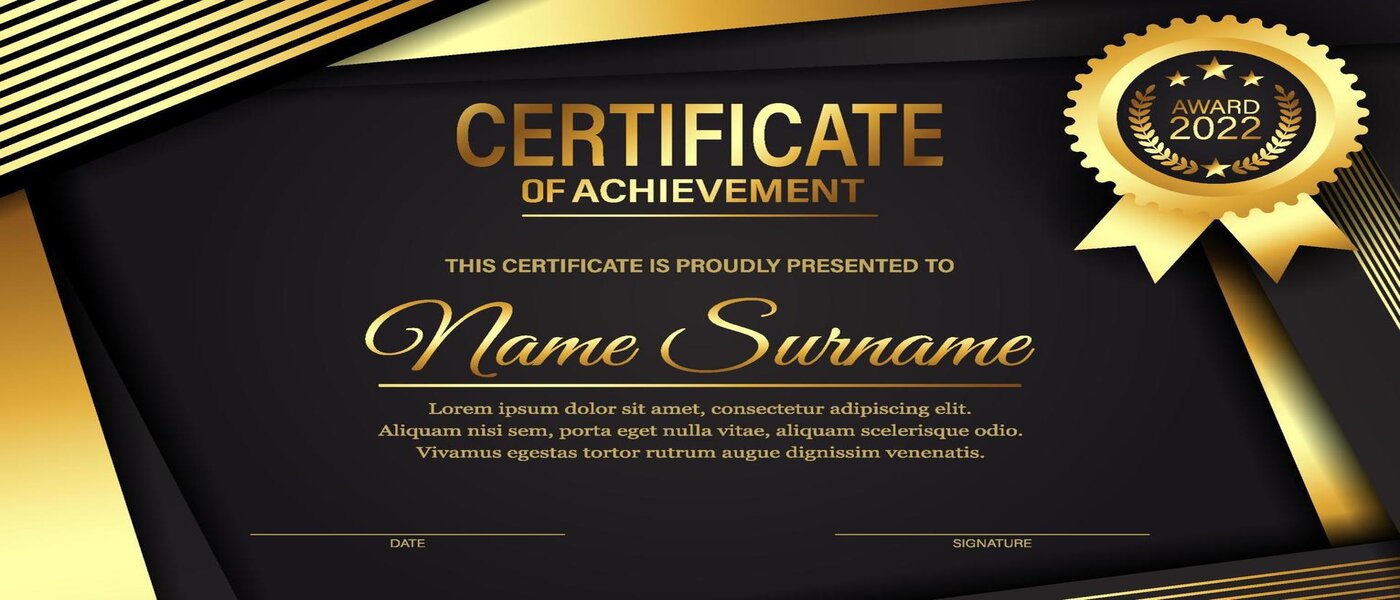 CERTIFICATE
OF ACHIEVEMENT
AWARD
2022
THIS CERTIFICATE IS PROUDLY PRESENTED TO
Name Surname
Lorem ipsum dolor sit amet, consectetur adipiscing elit.
Aliquam nisi sem, porta eget nulla vitae, aliquam scelerisque odio.
Vivamus egestas tortor rutrum augue dignissim venenatis.
DATE
SIGNATURE